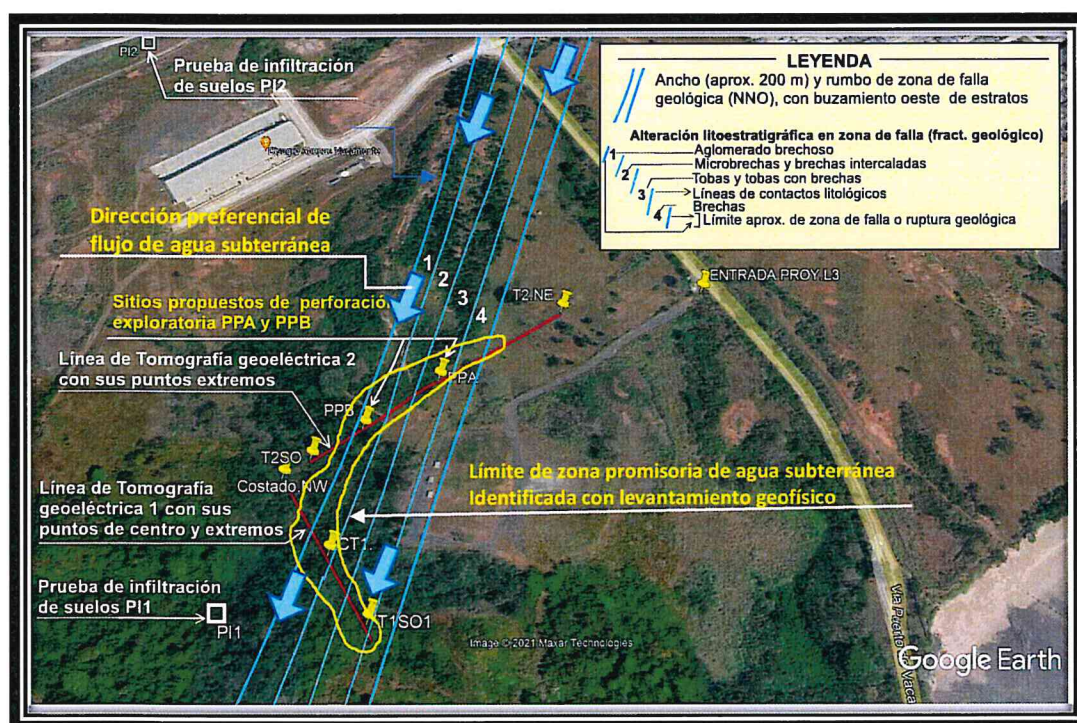 PI2
Prueba de infiltración
de suelos PI2
LEYENDA
Ancho (aprox. 200 m) y rumbo de zona de falla
geológica (NNO), con buzamiento oeste de estratos
Alteración litoestratigráfica en zona de falla (fract. geológico)
1
Aglomerado brechoso
2
Microbrechas y brechas intercaladas
Tobas y tobas con brechas
3
Líneas de contactos litológicos
Brechas
4
Límite aprox. de zona de falla o ruptura geológica
Dirección preferencial de
flujo de agua subterránea
1
2
3
4
ENTRADA.PROY.L3
T2.NE
Sitios propuestos de perforación
exploratoria PPA y PPB
Línea de Tomografía geoeléctrica 2
con sus puntos extremos
PPA
PPB
T2SO
Costado.NW
Límite de zona promisoria de agua subterránea
Identificada con levantamiento geofísico
Línea de Tomografía
geoeléctrica 1 con sus
puntos de centro y extremos
CT1.
Prueba de infiltración
de suelos PI1
PI1
T1SO1
Image © 2021 Maxar Technologies
Vaca
Google Earth